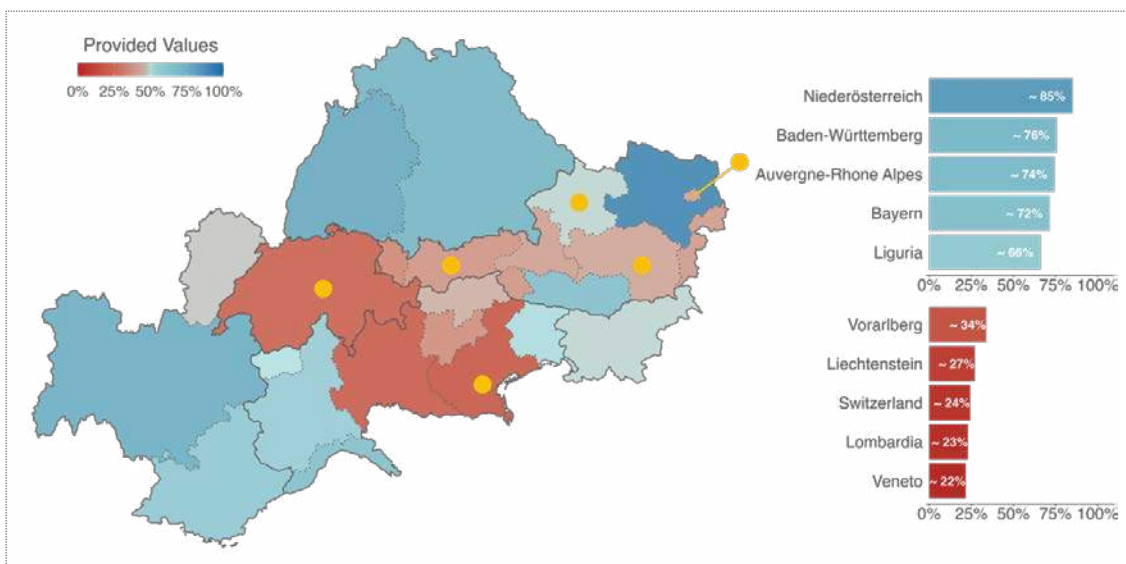 Provided Values
0% 25% 50% 75% 100%
Niederösterreich ~ 85%
Baden-Württemberg ~ 76%
Auvergne-Rhone Alpes ~ 74%
Bayern ~ 72%
Liguria ~ 66%
0% 25% 50% 75% 100%
Vorarlberg ~ 34%
Liechtenstein ~ 27%
Switzerland ~ 24%
Lombardia ~ 23%
Veneto ~ 22%
0% 25% 50% 75% 100%